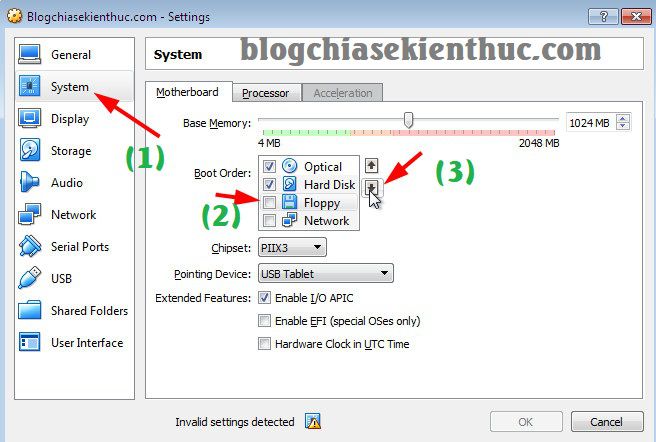 Blogchiasekienthuc.com - Settings
General
System
Display
Storage
Audio
Network
Serial Ports
USB
Shared Folders
User Interface
(1)
System
blogchiasekienthuc.com
Motherboard Processor Acceleration
Base Memory: 1024 MB
4 MB 2048 MB
Boot Order: Optical
Hard Disk
Floppy
Network
(2)
(3)
Chipset: PIIX3
Pointing Device: USB Tablet
Extended Features: Enable I/O APIC
Enable EFI (special OSes only)
Hardware Clock in UTC Time
Invalid settings detected OK Cancel